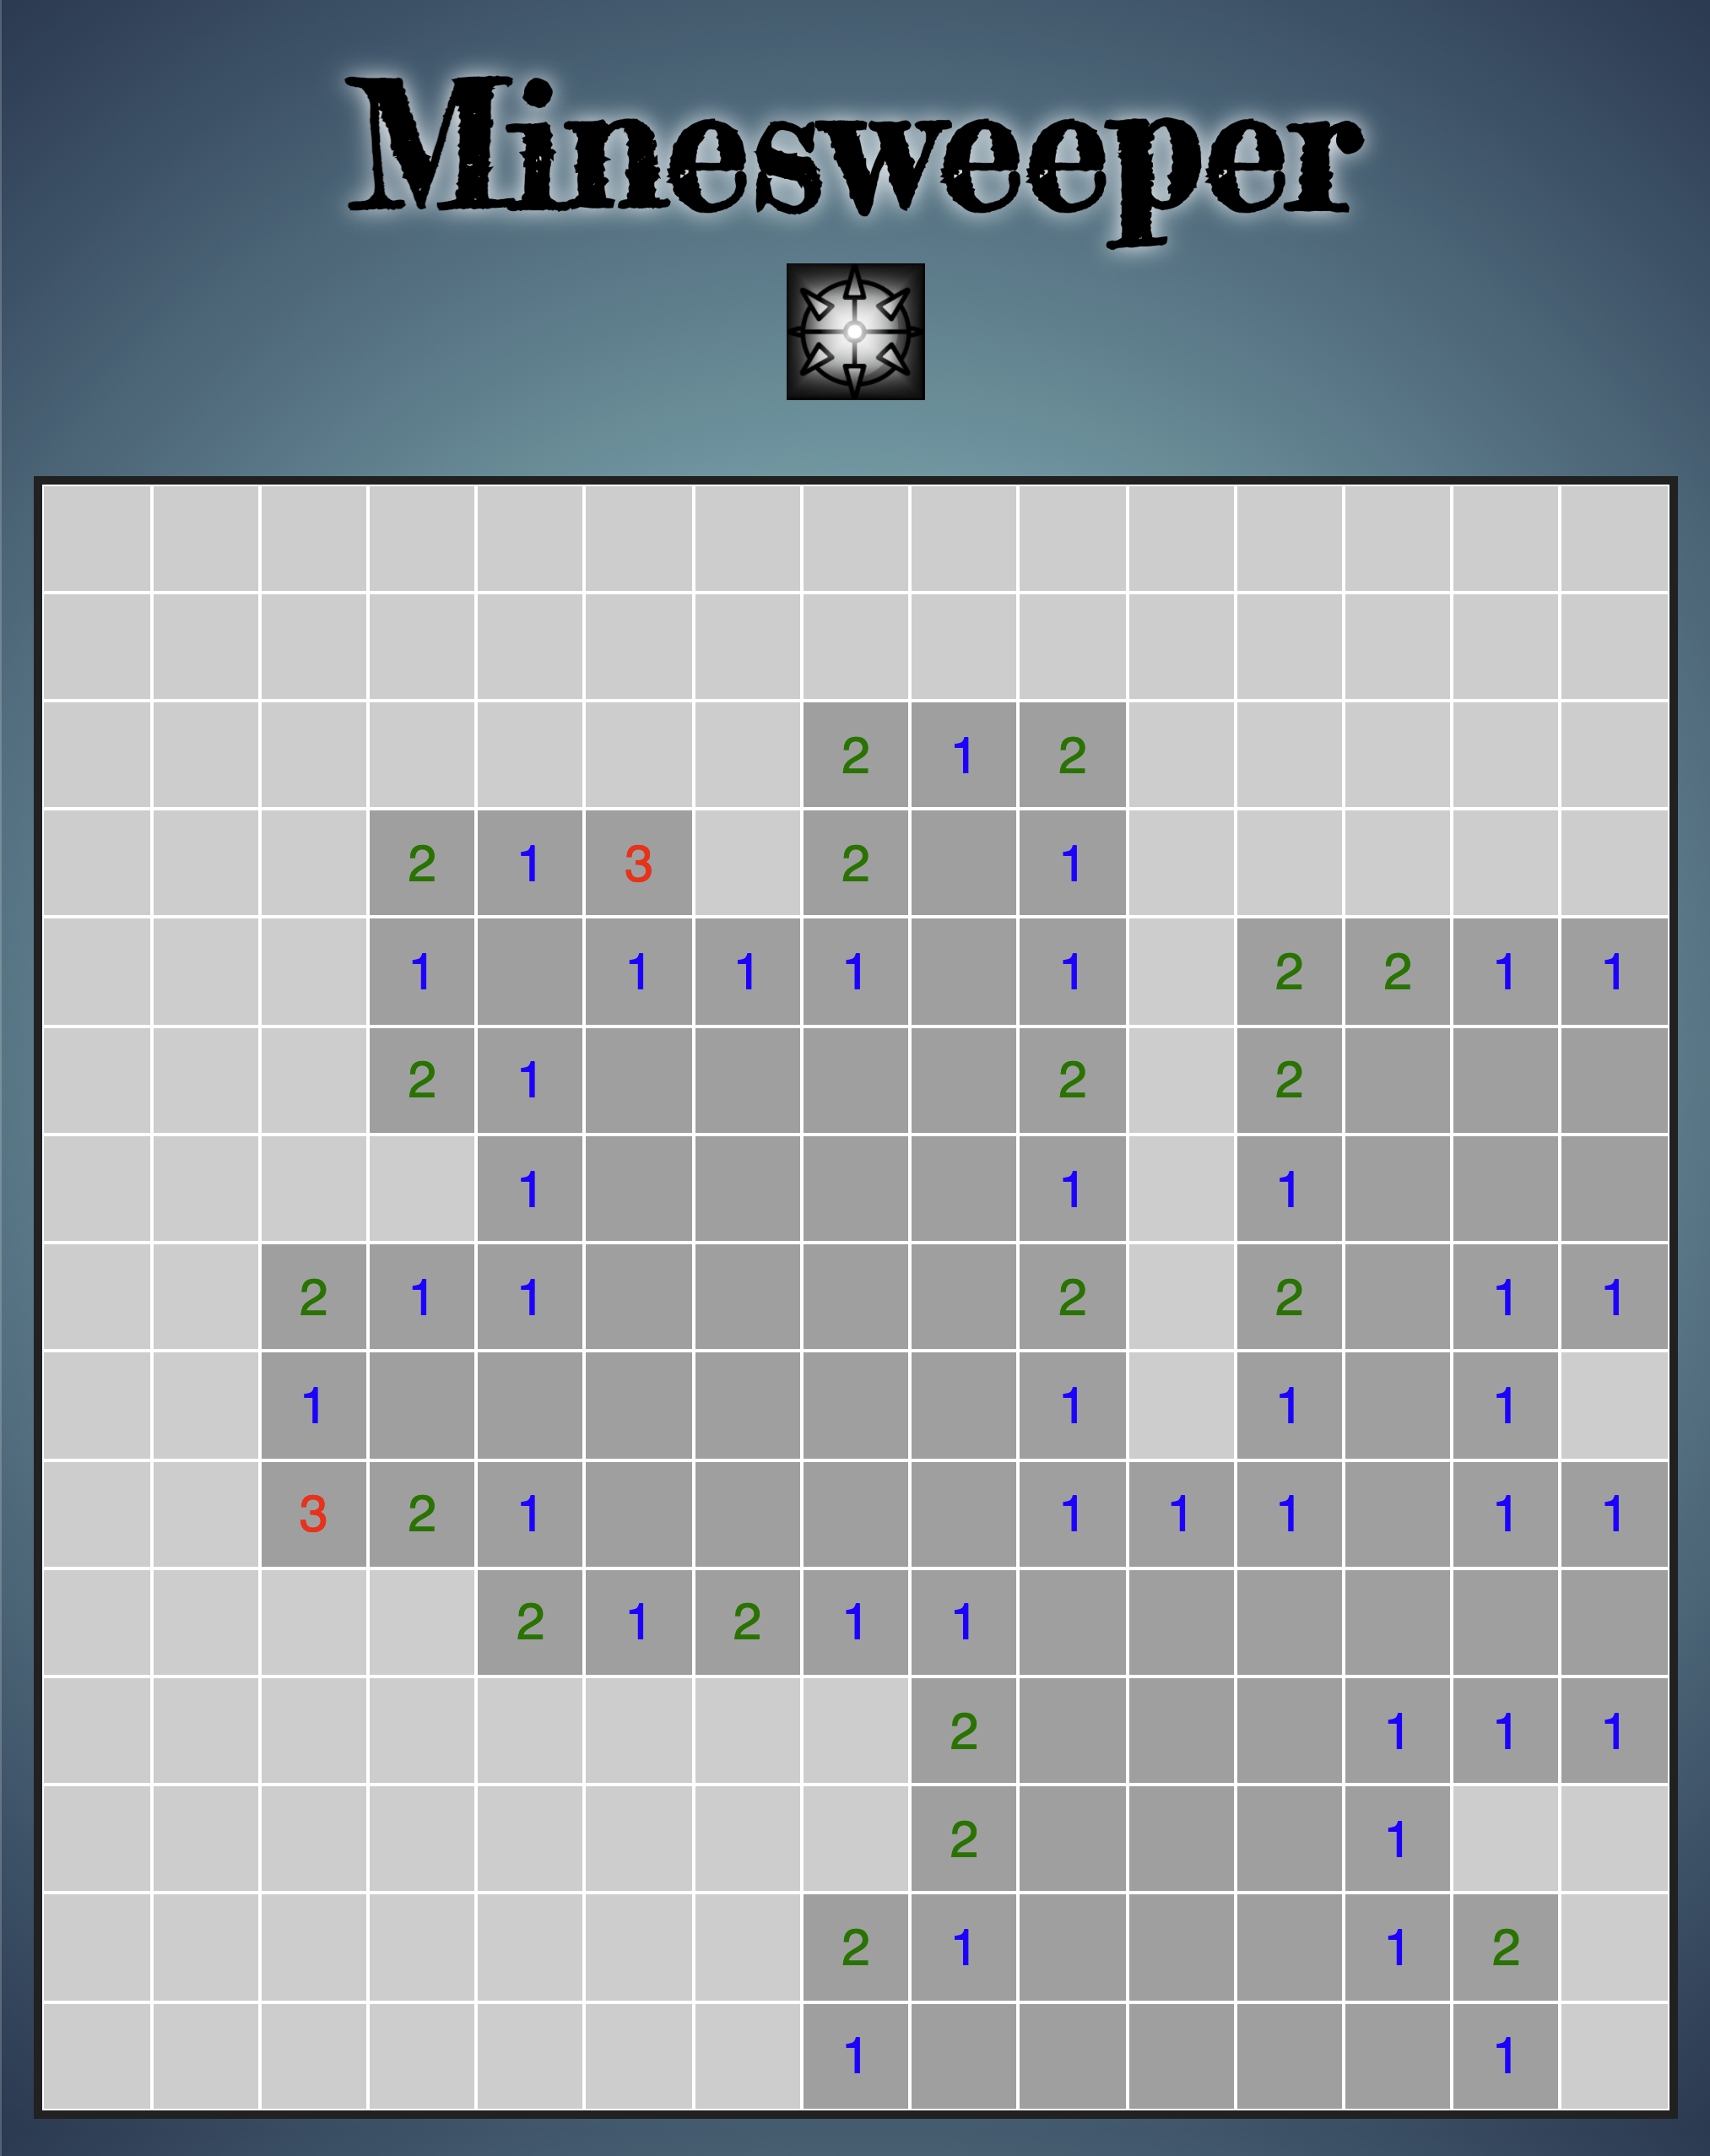 Minesweeper
2 1 2
2 1 3 2 1
1 1 1 1 1 2 2 1 1
2 1 2 2
1 1 1
2 1 1 2 2 1 1
1 1 1 1
3 2 1 1 1 1 1 1
2 1 2 1 1
2 1 1 1
2 1
2 1 1 2
1 1